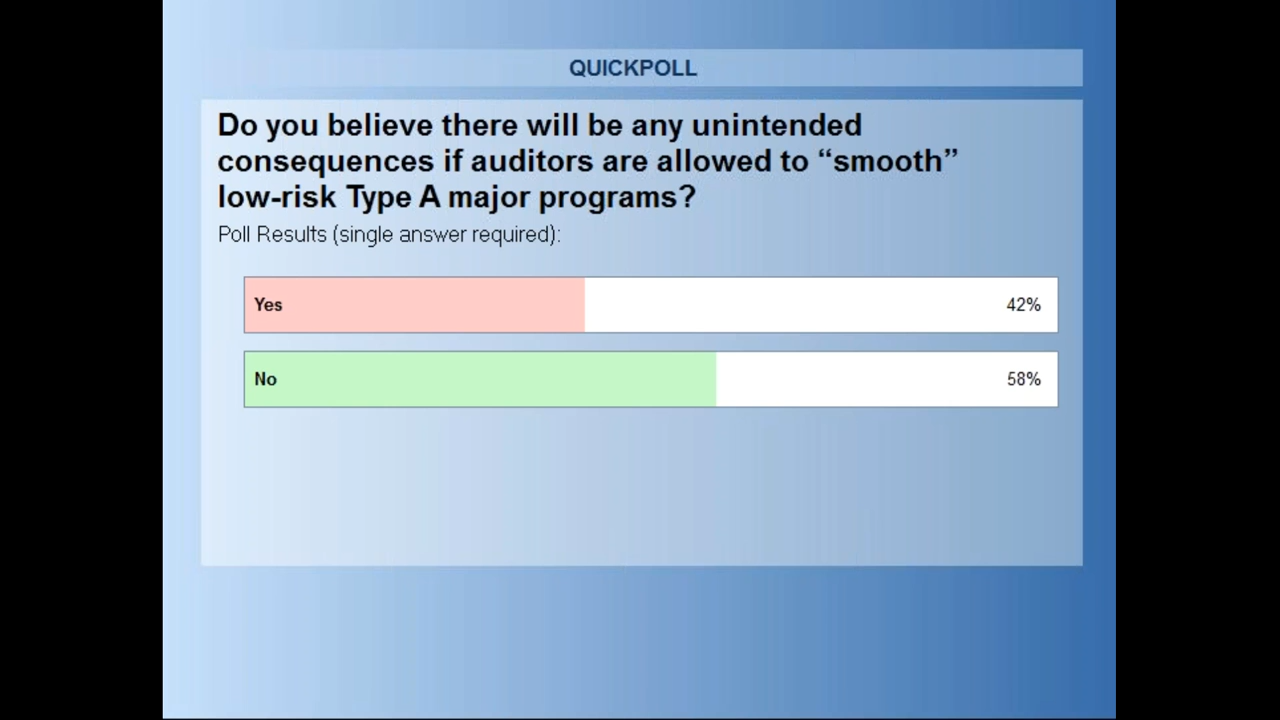 QUICKPOLL
Do you believe there will be any unintended
consequences if auditors are allowed to “smooth”
low-risk Type A major programs?
Poll Results (single answer required):
Yes 42%
No 58%